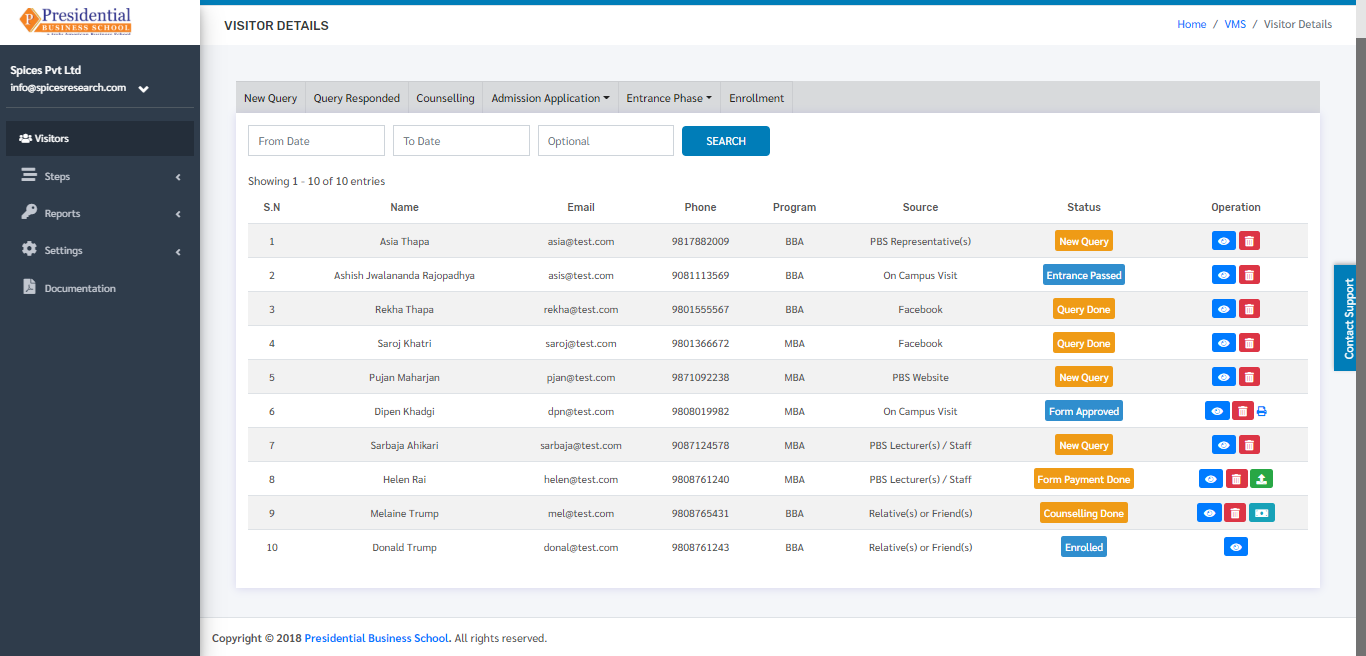 Presidential
BUSINESS SCHOOL
VISITOR DETAILS
Home / VMS / Visitor Details
Spices Pvt Ltd
info@spicesresearch.com
Visitors
Steps
Reports
Settings
Documentation
New Query Query Responded Counselling Admission Application Entrance Phase Enrollment
From Date To Date Optional SEARCH
Showing 1 - 10 of 10 entries
S.N Name Email Phone Program Source Status Operation
1 Asia Thapa asia@test.com 9817882009 BBA PBS Representative(s) New Query
2 Ashish Jwalananda Rajopadhya asis@test.com 9081113569 BBA On Campus Visit Entrance Passed
3 Rekha Thapa rekha@test.com 9801555567 BBA Facebook Query Done
4 Saroj Khatri saroj@test.com 9801366672 MBA Facebook Query Done
5 Pujan Maharjan pjan@test.com 9871092238 MBA PBS Website New Query
6 Dipen Khadgi dpn@test.com 9808019982 MBA On Campus Visit Form Approved
7 Sarbaja Ahikari sarbaja@test.com 9087124578 MBA PBS Lecturer(s) / Staff New Query
8 Helen Rai helen@test.com 9808761240 MBA PBS Lecturer(s) / Staff Form Payment Done
9 Melaine Trump mel@test.com 9808765431 BBA Relative(s) or Friend(s) Counselling Done
10 Donald Trump donal@test.com 9808761243 BBA Relative(s) or Friend(s) Enrolled
Contact Support
Copyright © 2018 Presidential Business School. All rights reserved.